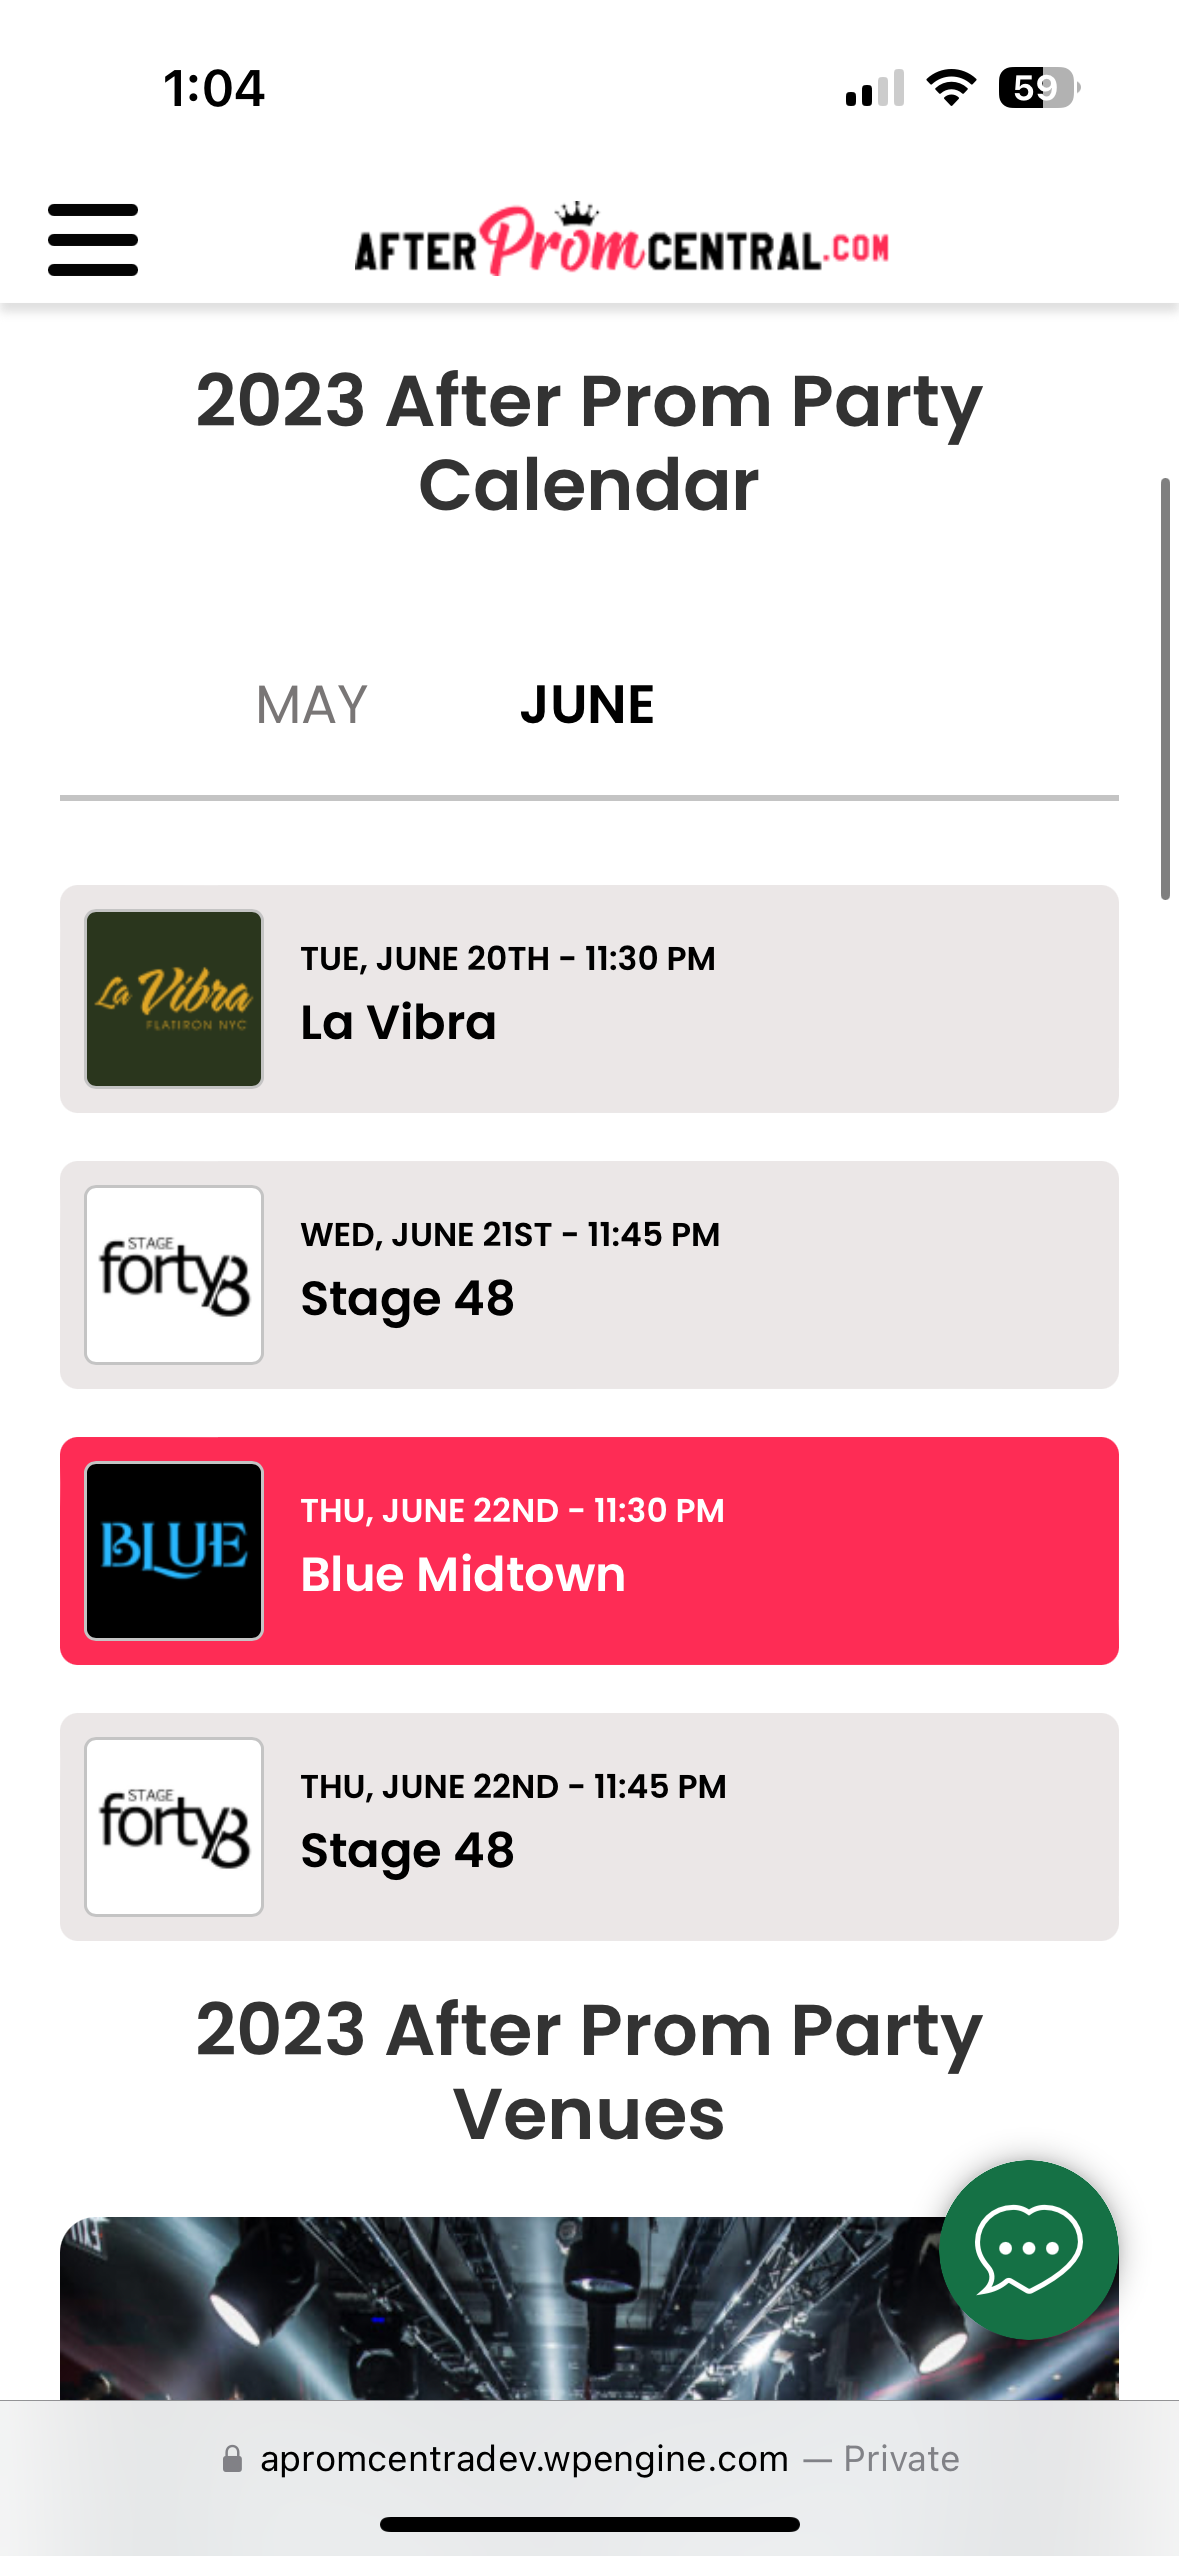 1:04
59
AFTER Prom CENTRAL.COM
2023 After Prom Party
Calendar
MAY JUNE
La Vibra
FLATIRON NYC
TUE, JUNE 20TH - 11:30 PM
La Vibra
STAGE
forty8
WED, JUNE 21ST - 11:45 PM
Stage 48
BLUE
THU, JUNE 22ND - 11:30 PM
Blue Midtown
STAGE
forty8
THU, JUNE 22ND - 11:45 PM
Stage 48
2023 After Prom Party
Venues
apromcentradev.wpengine.com — Private